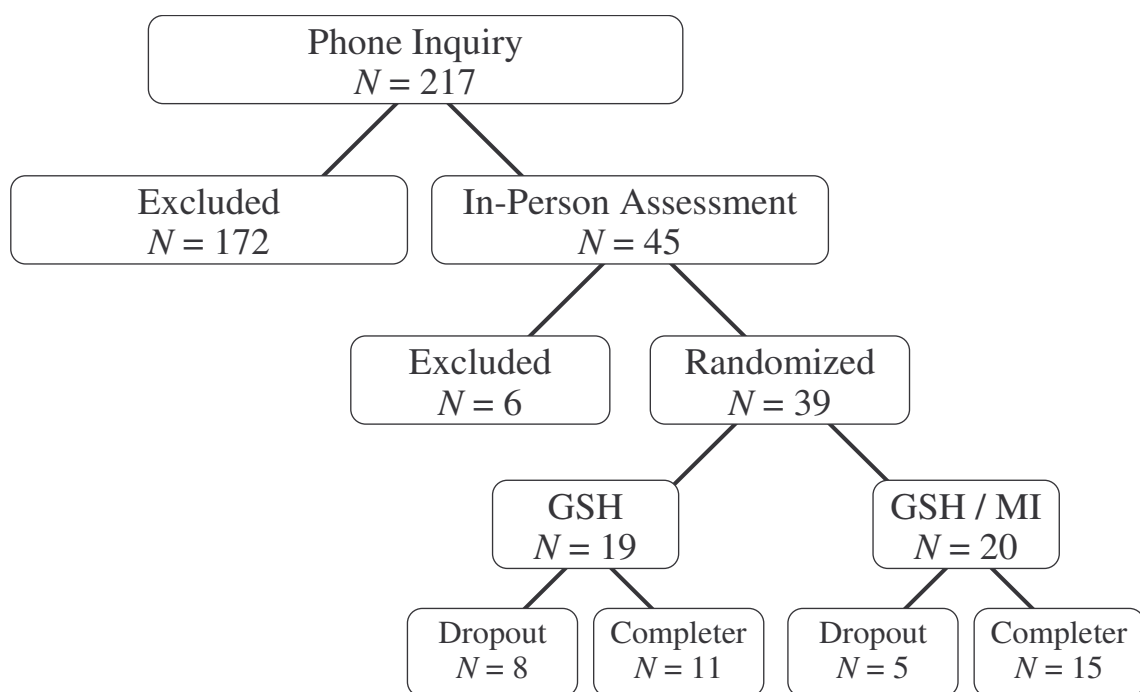 Phone Inquiry
N = 217
Excluded
N = 172
In-Person Assessment
N = 45
Excluded
N = 6
Randomized
N = 39
GSH
N = 19
GSH / MI
N = 20
Dropout
N = 8
Completer
N = 11
Dropout
N = 5
Completer
N = 15